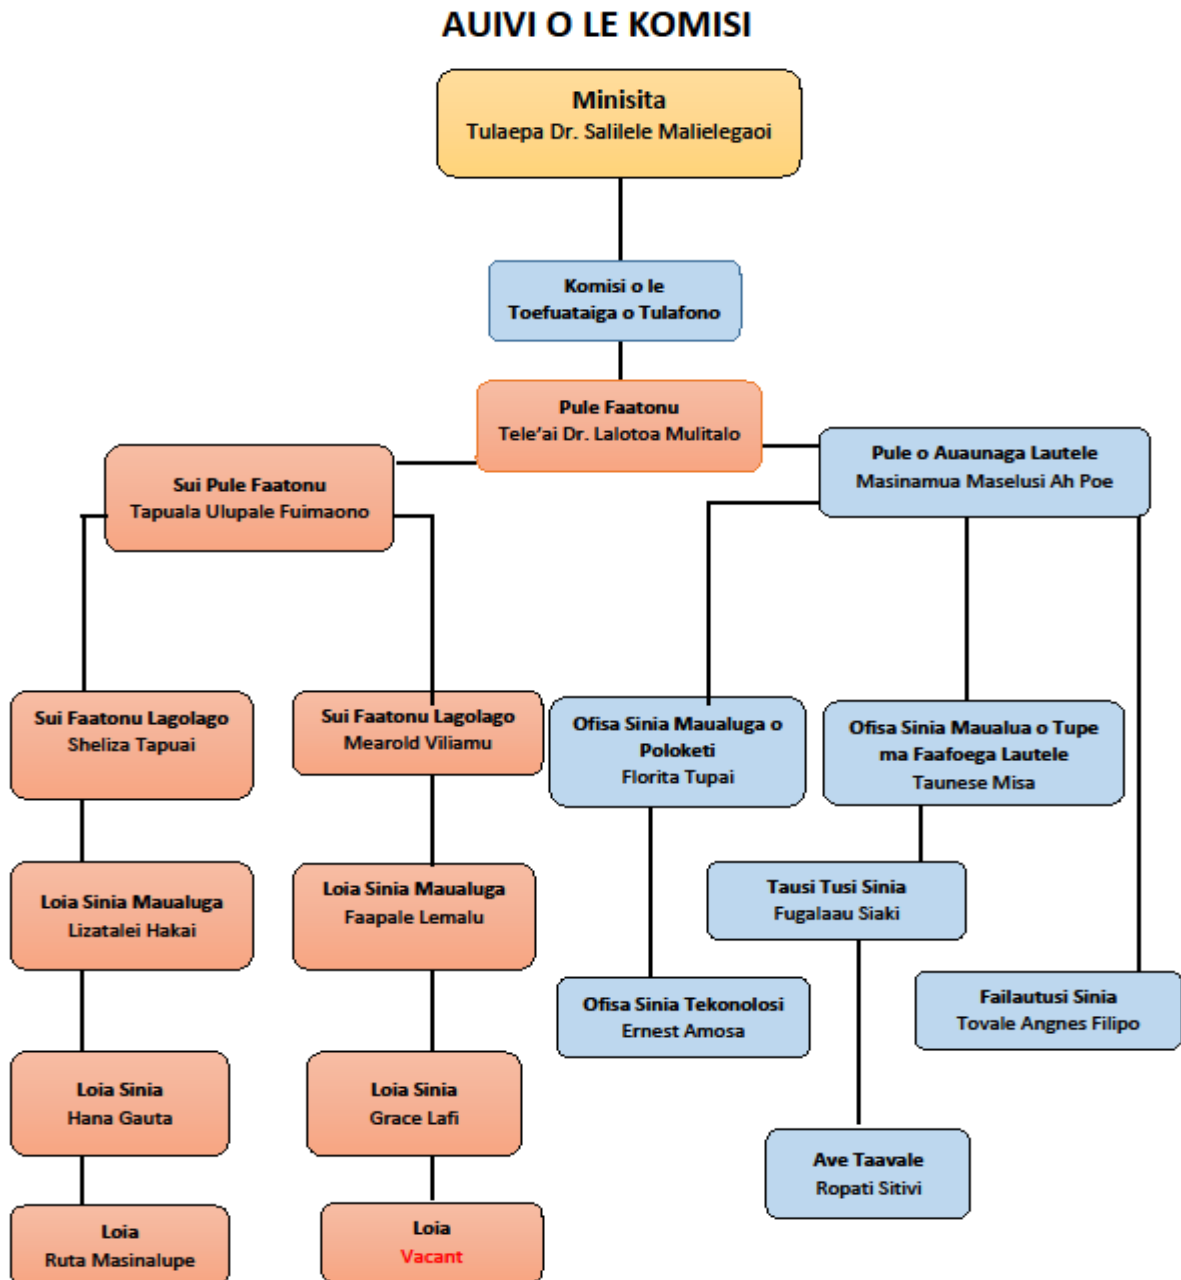 AUIVI O LE KOMISI
Minisita
Tulaepa Dr. Salilele Malielegaoi
Komisi o le
Toefuataiga o Tulafono
Pule Faatonu
Tele'ai Dr. Lalotoa Mulitalo
Sui Pule Faatonu
Tapuala Ulupale Fuimaono
Pule o Auaunaga Lautele
Masinamua Maselusi Ah Poe
Sui Faatonu Lagolago
Sheliza Tapuai
Sui Faatonu Lagolago
Mearold Viliamu
Ofisa Sinia Maualuga o
Poloketi
Florita Tupai
Ofisa Sinia Maualua o Tupe
ma Faafoega Lautele
Taunese Misa
Loia Sinia Maualuga
Lizatalei Hakai
Loia Sinia Maualuga
Faapale Lemalu
Tausi Tusi Sinia
Fugalaau Siaki
Ofisa Sinia Tekonolosi
Ernest Amosa
Failautusi Sinia
Tovale Angnes Filipo
Loia Sinia
Hana Gauta
Loia Sinia
Grace Lafi
Ave Taavale
Ropati Sitivi
Loia
Ruta Masinalupe
Loia
Vacant